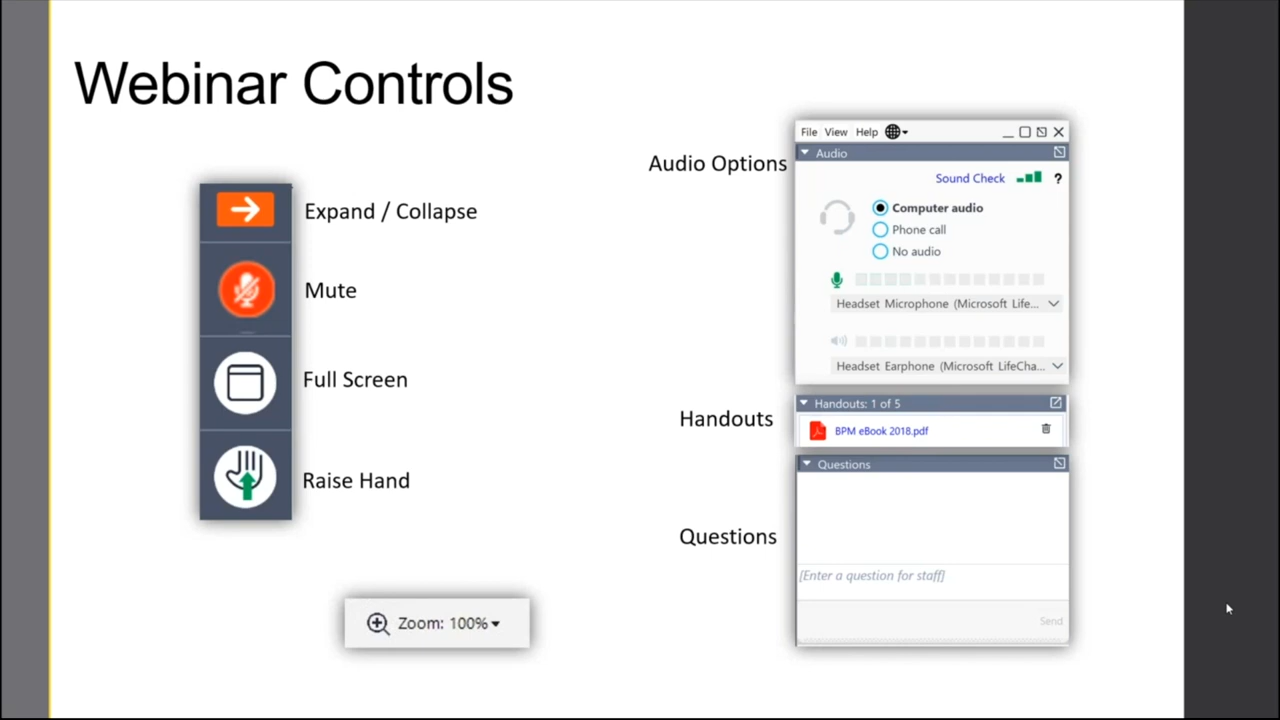 Webinar Controls
Expand / Collapse
Mute
Full Screen
Raise Hand
Zoom: 100%
Audio Options
File View Help
Audio
Sound Check ?
Computer audio
Phone call
No audio
Headset Microphone (Microsoft Life...
Headset Earphone (Microsoft LifeCha...
Handouts
Handouts: 1 of 5
BPM eBook 2018.pdf
Questions
Questions
[Enter a question for staff]
Send